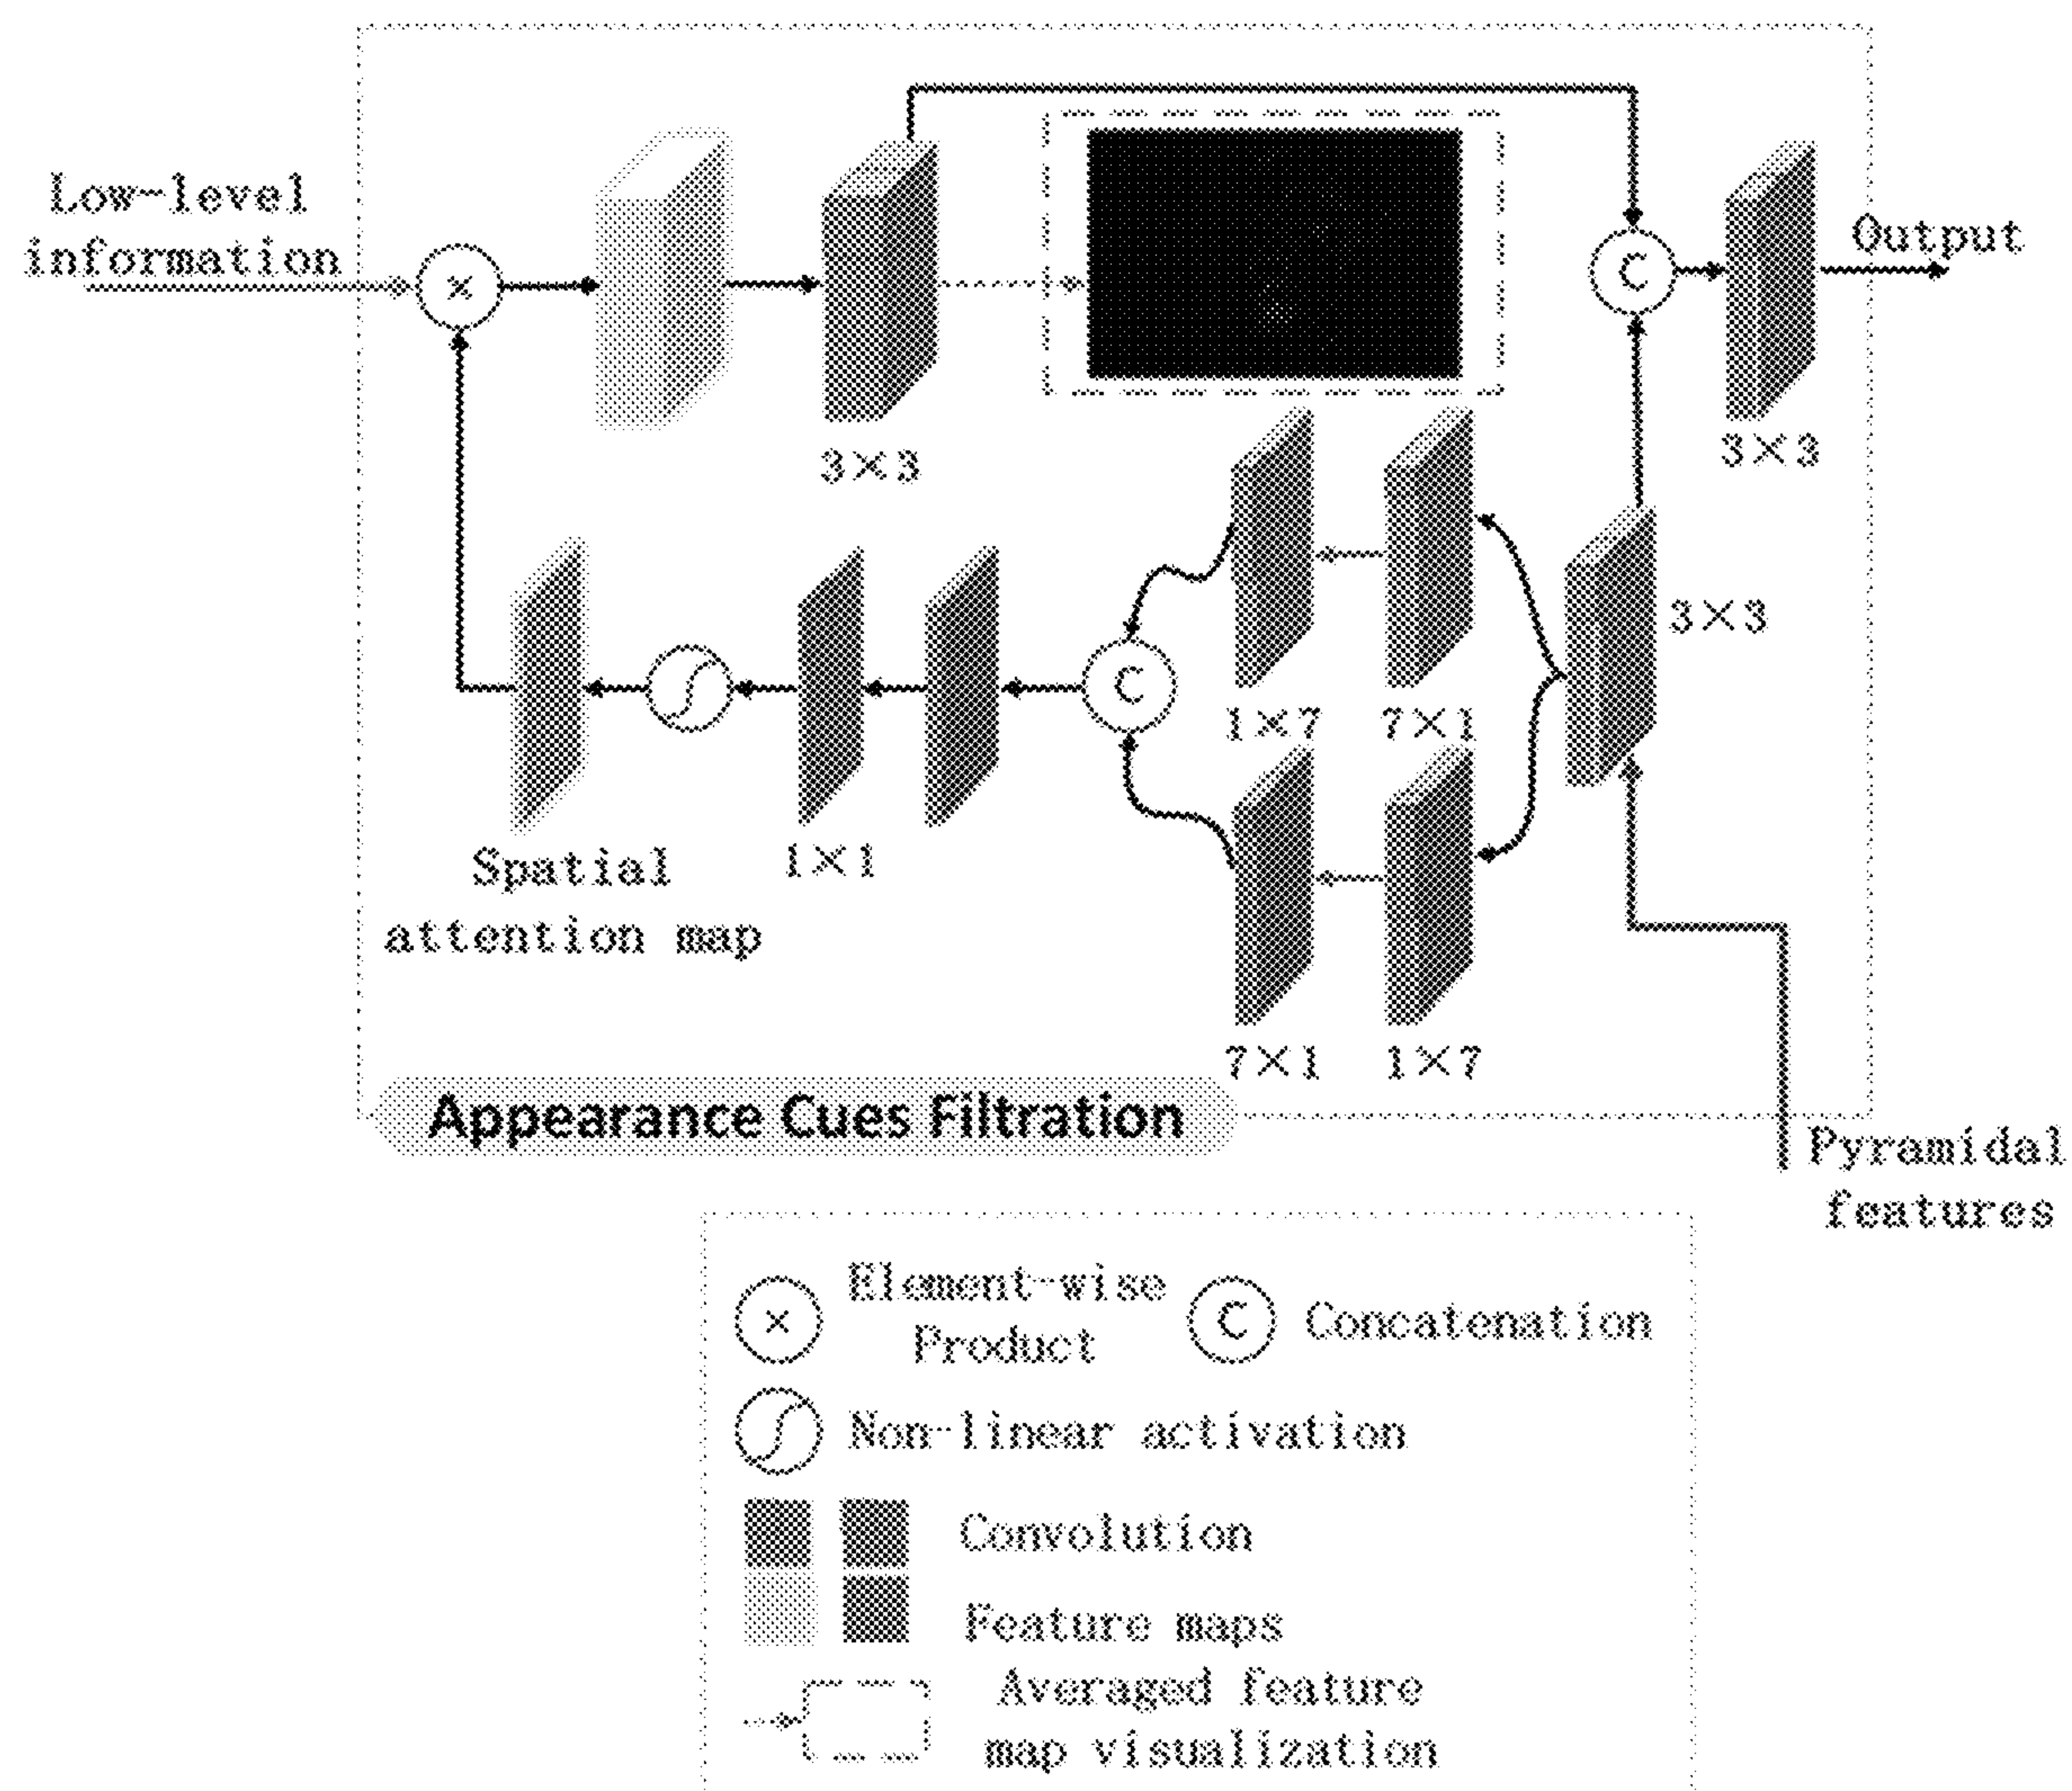 Low-level
information
×
C
Output
3×3
3×3
3×3
C
1×7
7×1
Spatial
attention map
1×1
7×1
1×7
Appearance Cues Filtration
Pyramidal
features
×
Element-wise
Product
C
Concatenation
Non-linear activation
Convolution
Feature maps
Averaged feature
map visualization